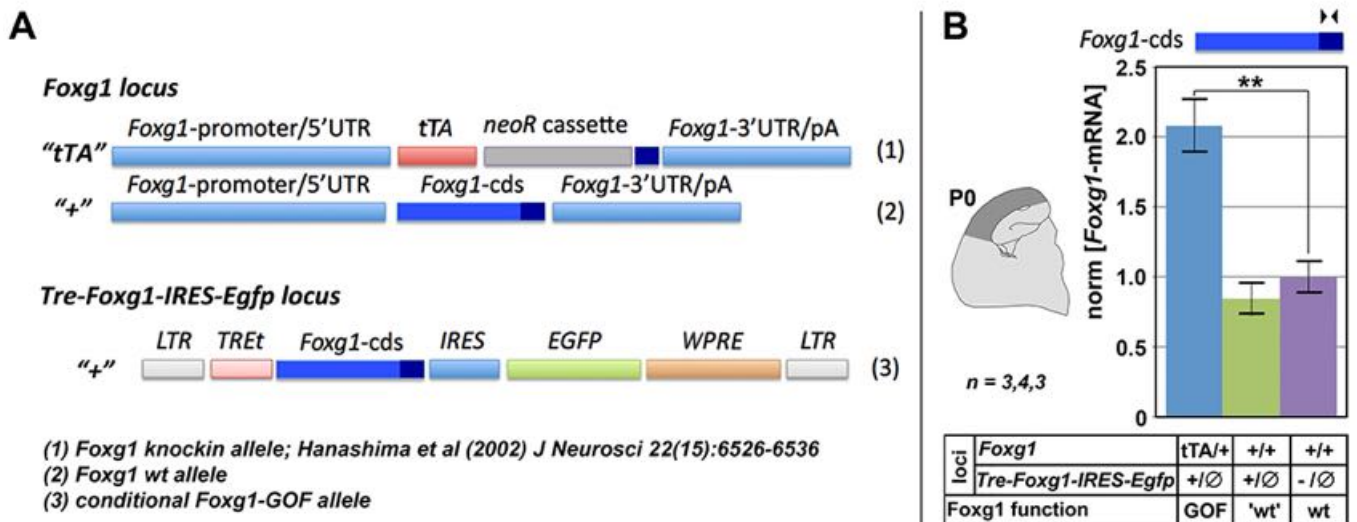 A
Foxg1 locus
Foxg1-promoter/5'UTR tTA neoR cassette Foxg1-3'UTR/pA
"tTA" (1)
Foxg1-promoter/5'UTR Foxg1-cds Foxg1-3'UTR/pA
"+" (2)
Tre-Foxg1-IRES-Egfp locus
LTR TREt Foxg1-cds IRES EGFP WPRE LTR
"+" (3)
(1) Foxg1 knockin allele; Hanashima et al (2002) J Neurosci 22(15):6526-6536
(2) Foxg1 wt allele
(3) conditional Foxg1-GOF allele
B
Foxg1-cds
norm [Foxg1-mRNA]
2.5
2.0
1.5
1.0
0.5
0
**
P0
n = 3,4,3
loci
Foxg1 tTA/+ +/+ +/+
Tre-Foxg1-IRES-Egfp +/∅ +/∅ -/∅
Foxg1 function GOF 'wt' wt